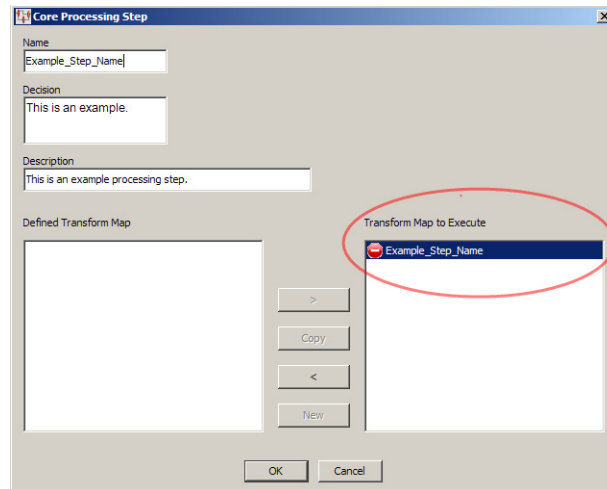 Core Processing Step
Name
Example_Step_Name
Decision
This is an example.
Description
This is an example processing step.
Defined Transform Map
Transform Map to Execute
Example_Step_Name
>
Copy
<
New
OK
Cancel